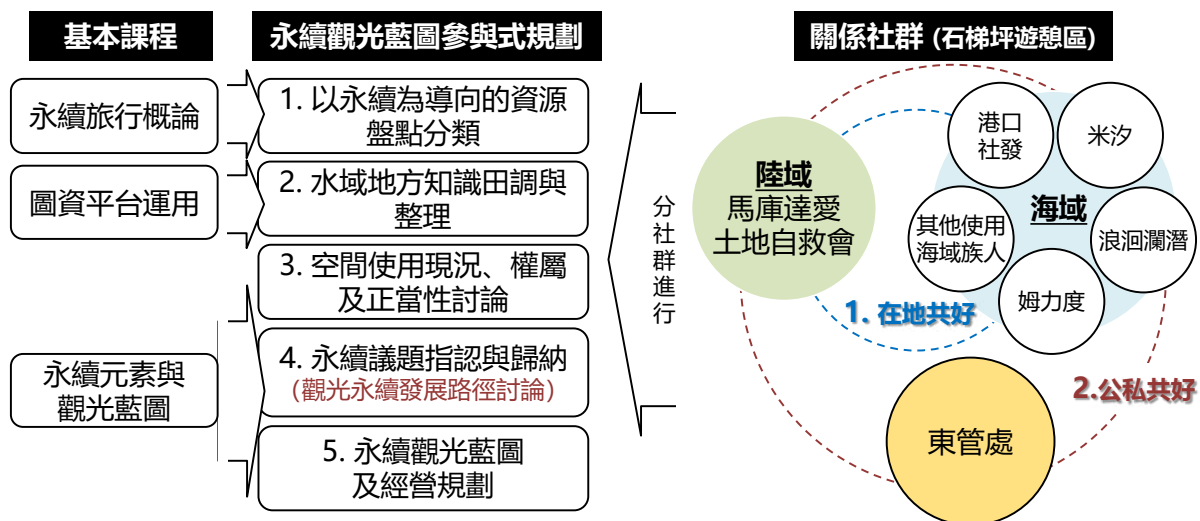 基本課程
永續觀光藍圖參與式規劃
關係社群 (石梯坪遊憩區)
永續旅行概論
圖資平台運用
永續元素與
觀光藍圖
1. 以永續為導向的資源
盤點分類
2. 水域地方知識田調與
整理
3. 空間使用現況、權屬
及正當性討論
4. 永續議題指認與歸納
（觀光永續發展路徑討論）
5. 永續觀光藍圖
及經營規劃
分社群進行
陸域
馬庫達愛
土地自救會
港口
社發
米汐
海域
其他使用
海域族人
浪洄瀾潛
姆力度
1. 在地共好
2.公私共好
東管處